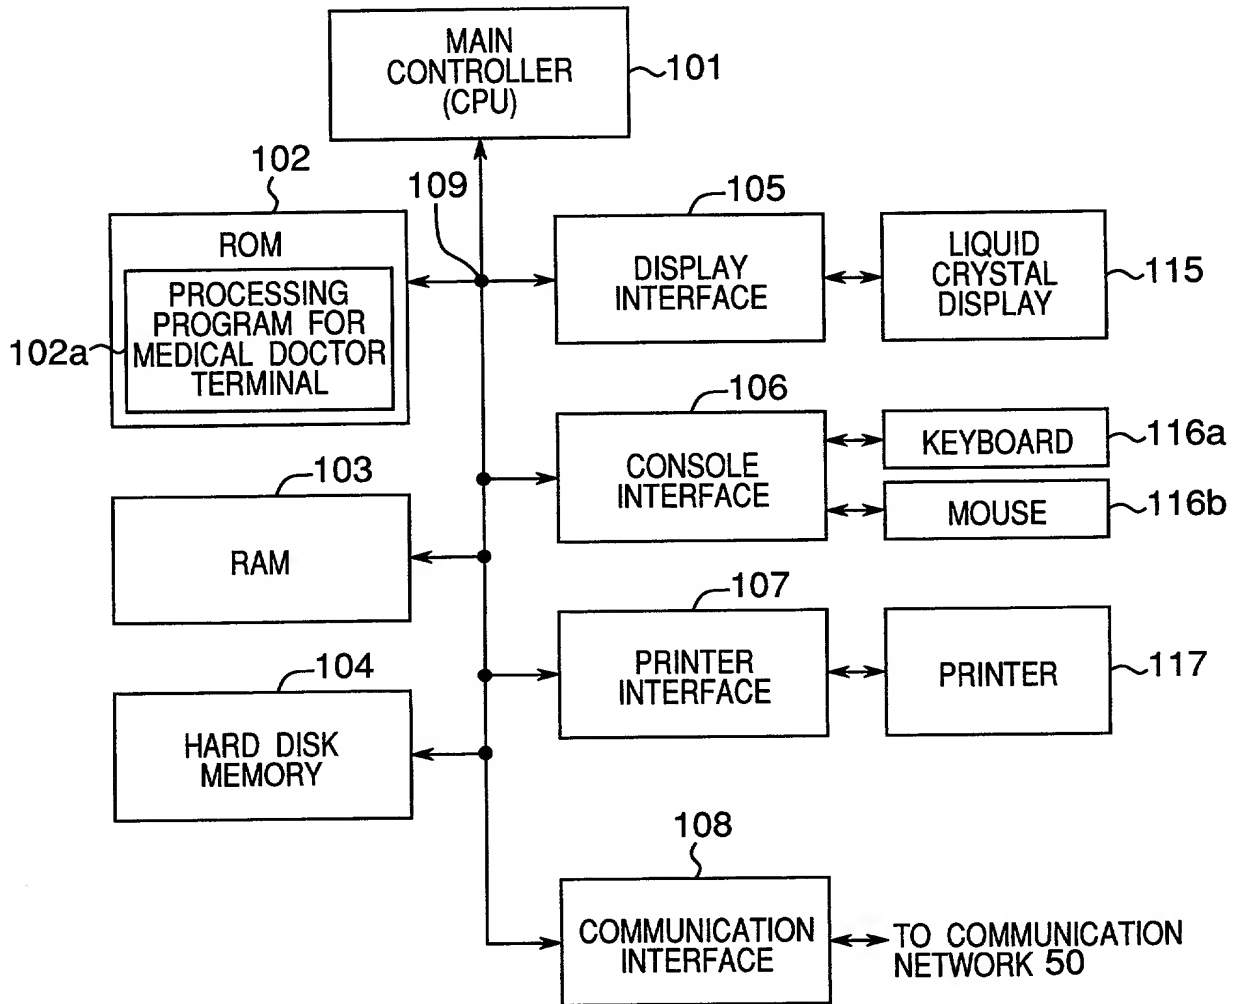 MAIN
CONTROLLER
(CPU)
101
102
109
ROM
PROCESSING
PROGRAM FOR
MEDICAL DOCTOR
TERMINAL
102a
105
DISPLAY
INTERFACE
LIQUID
CRYSTAL
DISPLAY
115
106
CONSOLE
INTERFACE
KEYBOARD
116a
MOUSE
116b
103
RAM
107
PRINTER
INTERFACE
PRINTER
117
104
HARD DISK
MEMORY
108
COMMUNICATION
INTERFACE
TO COMMUNICATION
NETWORK 50